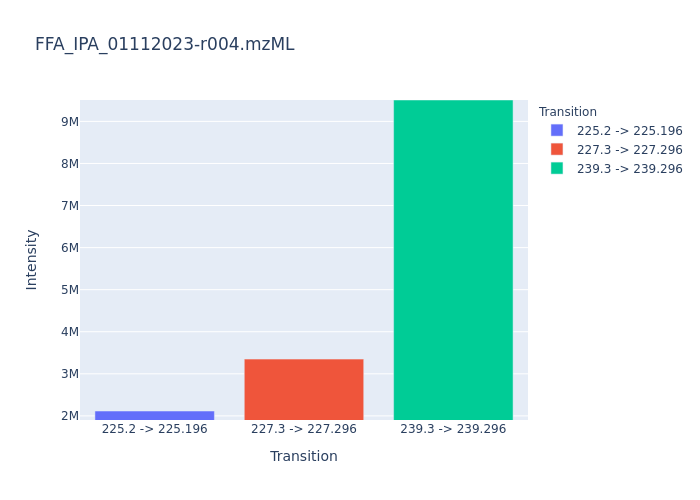 FFA_IPA_01112023-r004.mzML
Transition
225.2 -> 225.196
227.3 -> 227.296
239.3 -> 239.296
Intensity
9M
8M
7M
6M
5M
4M
3M
2M
225.2 -> 225.196
227.3 -> 227.296
239.3 -> 239.296
Transition